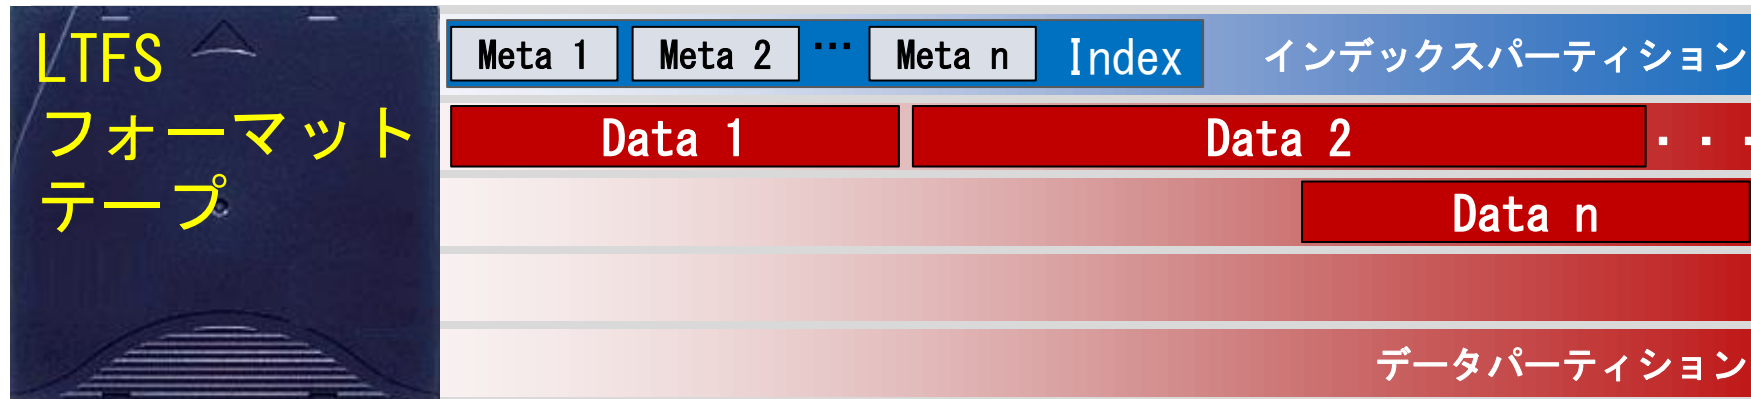 LTFS
フォーマット
テープ
Meta 1 Meta 2 … Meta n Index インデックスパーティション
Data 1 Data 2 ・・・
Data n
データパーティション